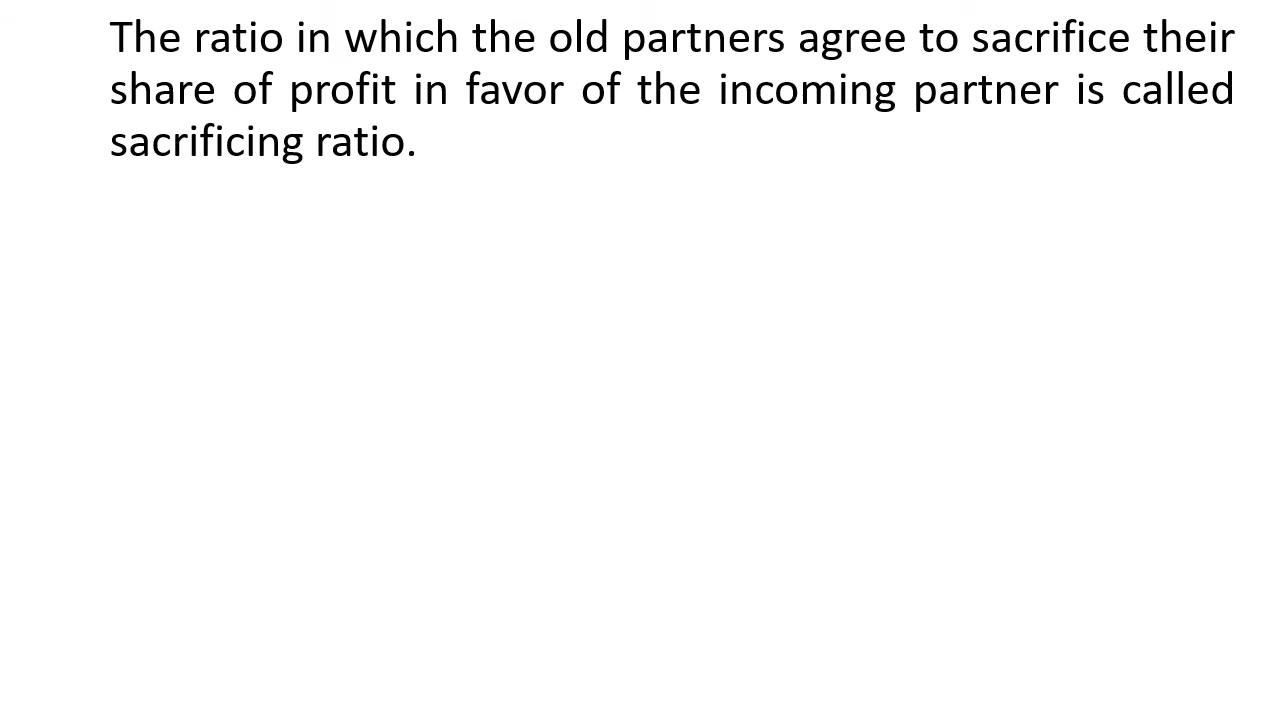 The ratio in which the old partners agree to sacrifice their
share of profit in favor of the incoming partner is called
sacrificing ratio.